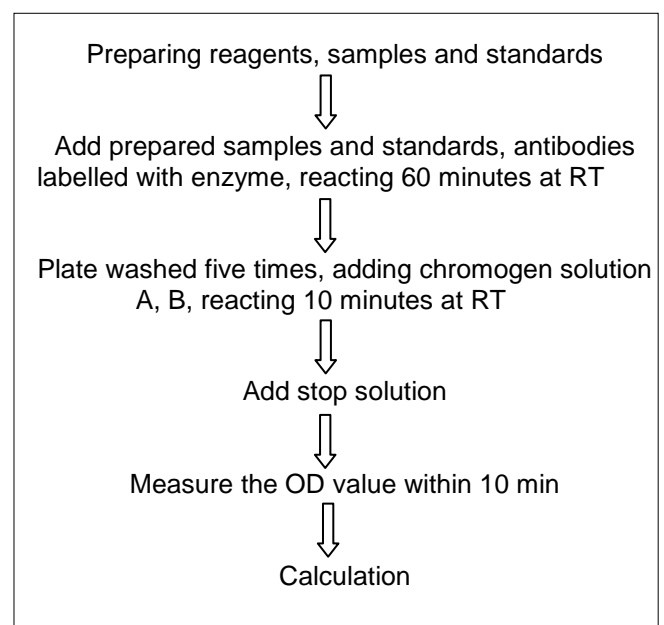 Preparing reagents, samples and standards
Add prepared samples and standards, antibodies
labelled with enzyme, reacting 60 minutes at RT
Plate washed five times, adding chromogen solution
A, B, reacting 10 minutes at RT
Add stop solution
Measure the OD value within 10 min
Calculation